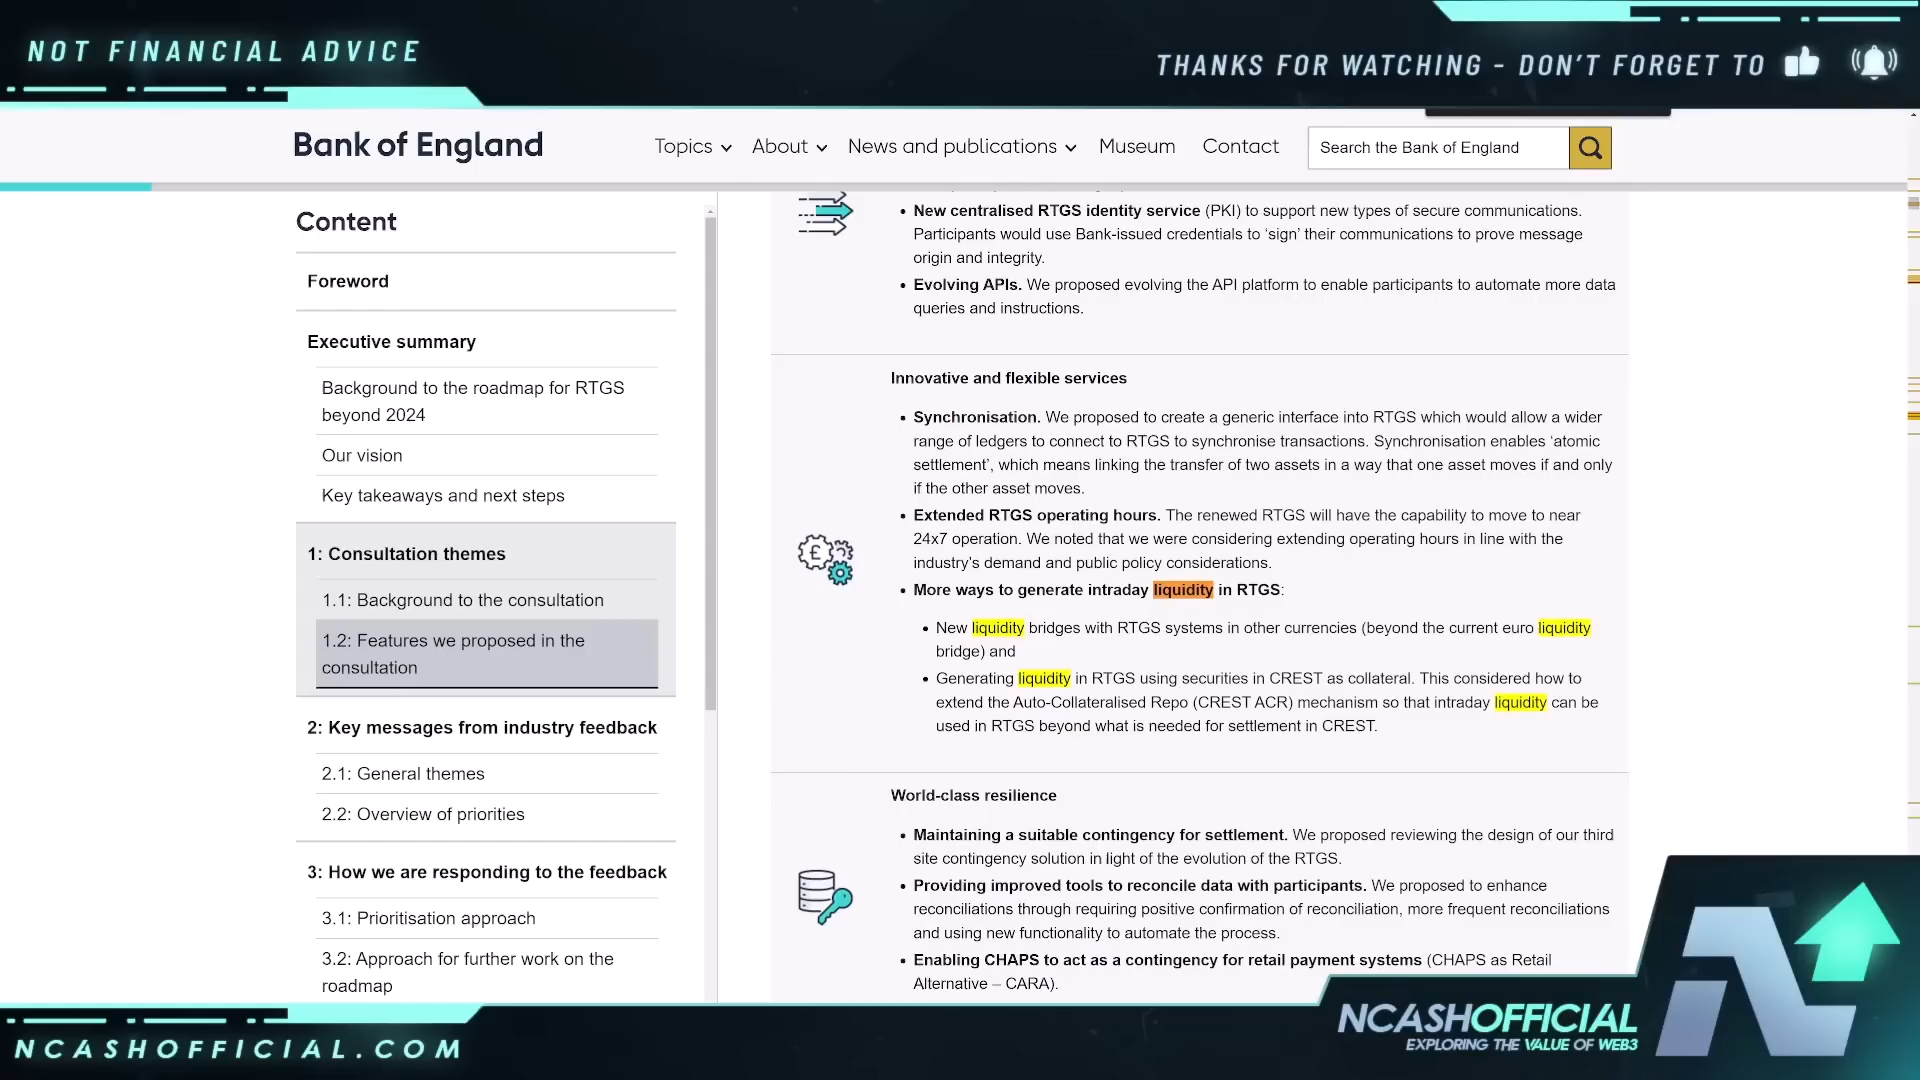 NOT FINANCIAL ADVICE
THANKS FOR WATCHING - DON'T FORGET TO
Bank of England
Topics
About
News and publications
Museum
Contact
Search the Bank of England
Content
Foreword
Executive summary
Background to the roadmap for RTGS
beyond 2024
Our vision
Key takeaways and next steps
1: Consultation themes
1.1: Background to the consultation
1.2: Features we proposed in the
consultation
2: Key messages from industry feedback
2.1: General themes
2.2: Overview of priorities
3: How we are responding to the feedback
3.1: Prioritisation approach
3.2: Approach for further work on the
roadmap
• New centralised RTGS identity service (PKI) to support new types of secure communications.
Participants would use Bank-issued credentials to ‘sign’ their communications to prove message
origin and integrity.
• Evolving APIs. We proposed evolving the API platform to enable participants to automate more data
queries and instructions.
Innovative and flexible services
• Synchronisation. We proposed to create a generic interface into RTGS which would allow a wider
range of ledgers to connect to RTGS to synchronise transactions. Synchronisation enables ‘atomic
settlement’, which means linking the transfer of two assets in a way that one asset moves if and only
if the other asset moves.
• Extended RTGS operating hours. The renewed RTGS will have the capability to move to near
24x7 operation. We noted that we were considering extending operating hours in line with the
industry’s demand and public policy considerations.
• More ways to generate intraday liquidity in RTGS:
• New liquidity bridges with RTGS systems in other currencies (beyond the current euro liquidity
bridge) and
• Generating liquidity in RTGS using securities in CREST as collateral. This considered how to
extend the Auto-Collateralised Repo (CREST ACR) mechanism so that intraday liquidity can be
used in RTGS beyond what is needed for settlement in CREST.
World-class resilience
• Maintaining a suitable contingency for settlement. We proposed reviewing the design of our third
site contingency solution in light of the evolution of the RTGS.
• Providing improved tools to reconcile data with participants. We proposed to enhance
reconciliations through requiring positive confirmation of reconciliation, more frequent reconciliations
and using new functionality to automate the process.
• Enabling CHAPS to act as a contingency for retail payment systems (CHAPS as Retail
Alternative – CARA).
NCASHOFFICIAL.COM
NCASHOFFICIAL
EXPLORING THE VALUE OF WEB3